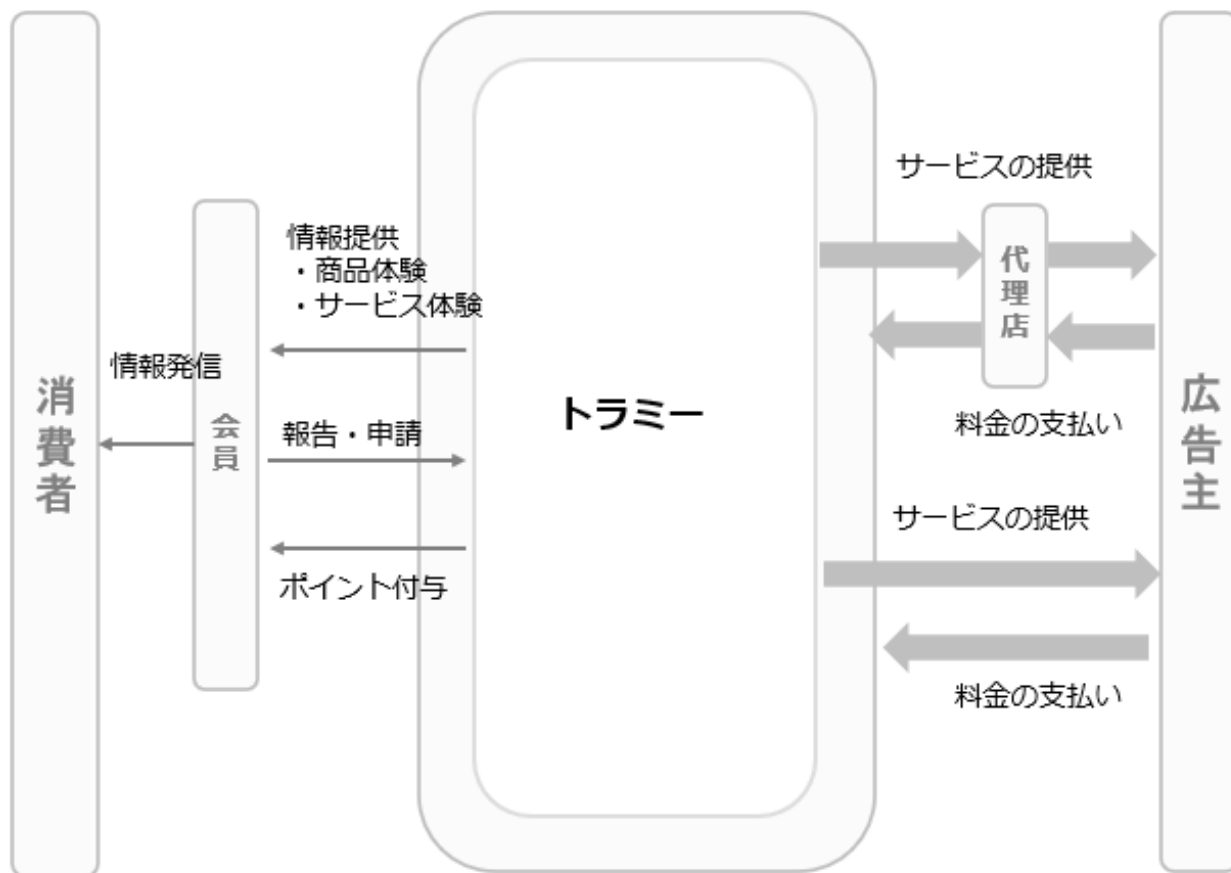 消費者
情報発信
会員
情報提供
・商品体験
・サービス体験
報告・申請
ポイント付与
トラミー
サービスの提供
代理店
料金の支払い
サービスの提供
料金の支払い
広告主